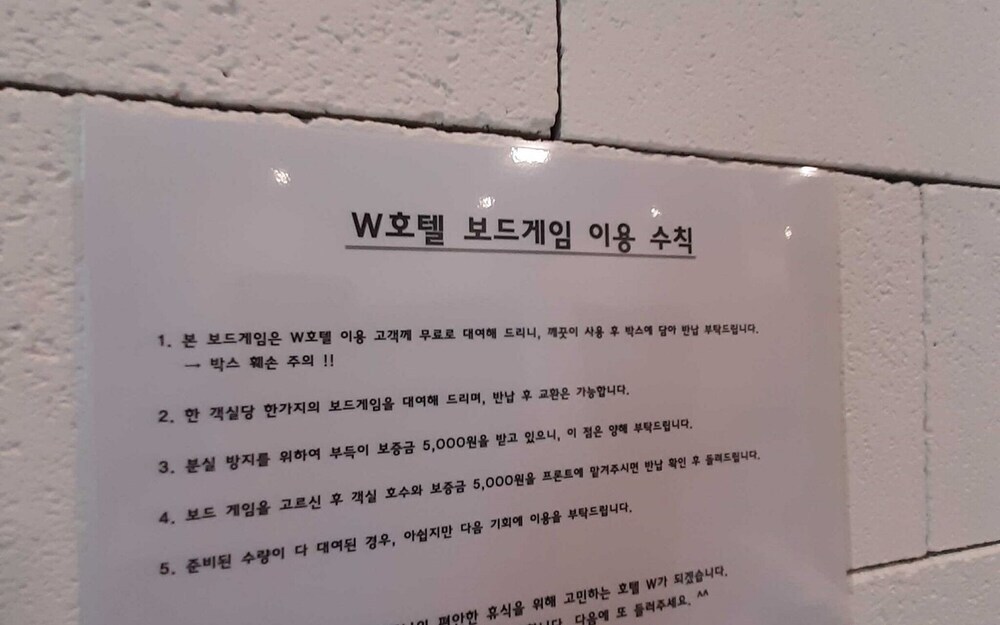 W호텔 보드게임 이용 수칙
1. 본 보드게임은 W호텔 이용 고객께 무료로 대여해 드리니, 깨끗이 사용 후 박스에 담아 반납 부탁드립니다.
→ 박스 훼손 주의 !!
2. 한 객실당 한가지의 보드게임을 대여해 드리며, 반납 후 교환은 가능합니다.
3. 분실 방지를 위하여 부득이 보증금 5,000원을 받고 있으니, 이 점은 양해 부탁드립니다.
4. 보드 게임을 고르신 후 객실 호수와 보증금 5,000원을 프론트에 맡겨주시면 반납 확인 후 돌려드립니다.
5. 준비된 수량이 다 대여된 경우, 아쉽지만 다음 기회에 이용을 부탁드립니다.
편안한 휴식을 위해 고민하는 호텔 W가 되겠습니다.
다음에 또 들려주세요. ^^